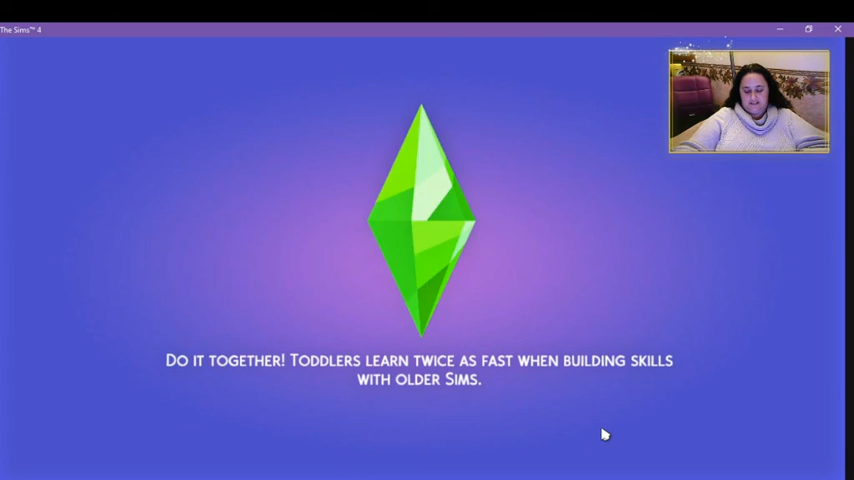 The Sims™ 4
Do it together! Toddlers learn twice as fast when building skills
with older Sims.